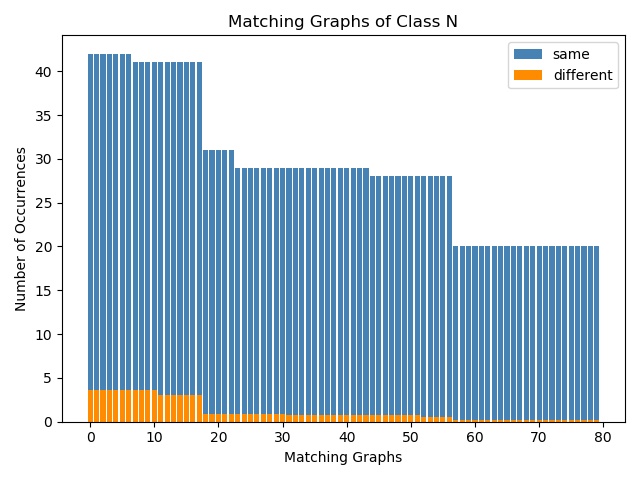 Matching Graphs of Class N
same
different
Number of Occurrences
40
35
30
25
20
15
10
5
0
0 10 20 30 40 50 60 70 80
Matching Graphs